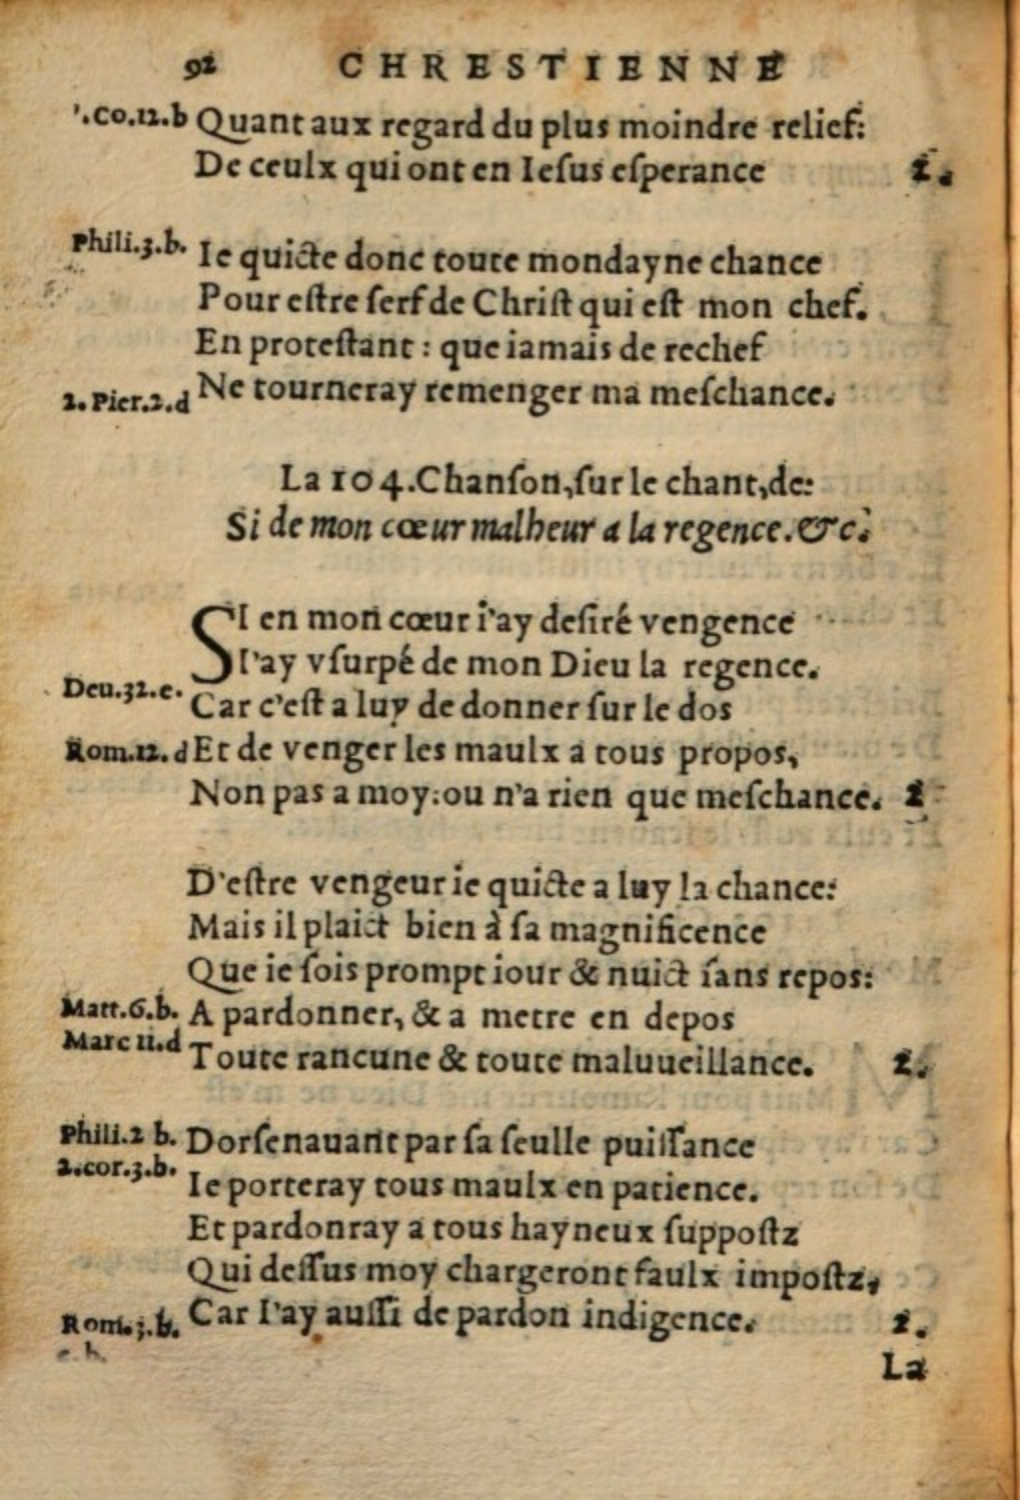 92 CHRESTIENNE
.co.12.b Quant aux regard du plus moindre relief:
De ceulx qui ont en Iesus esperance 2.
Phili.3.b. Ie quicte donc toute mondayne chance
Pour estre serf de Christ qui est mon chef.
En protestant : que iamais de rechef
2. Pier.2.d Ne tourneray remenger ma meschance.
La 104. Chanson, sur le chant, de:
Si de mon cœur malheur a la regence. &c.
SI en mon cœur i'ay desiré vengence
I'ay vsurpé de mon Dieu la regence.
Deu.32.e. Car c'est a luy de donner sur le dos
Rom.12.d Et de venger les maulx a tous propos,
Non pas a moy: ou n'a rien que meschance. 2
D'estre vengeur ie quicte a luy la chance:
Mais il plaict bien à sa magnificence
Que ie sois prompt iour & nuict sans repos:
Matt.6.b. A pardonner, & a metre en depos
Marc 11.d Toute rancune & toute maluueillance. 2.
Phili.2 b. Dorsenauant par sa seulle puissance
2.cor.3.b. Ie porteray tous maulx en patience.
Et pardonray a tous hayneux suppostz
Qui dessus moy chargeront faulx impostz,
Rom.3.b. Car I'ay aussi de pardon indigence. 2.
La